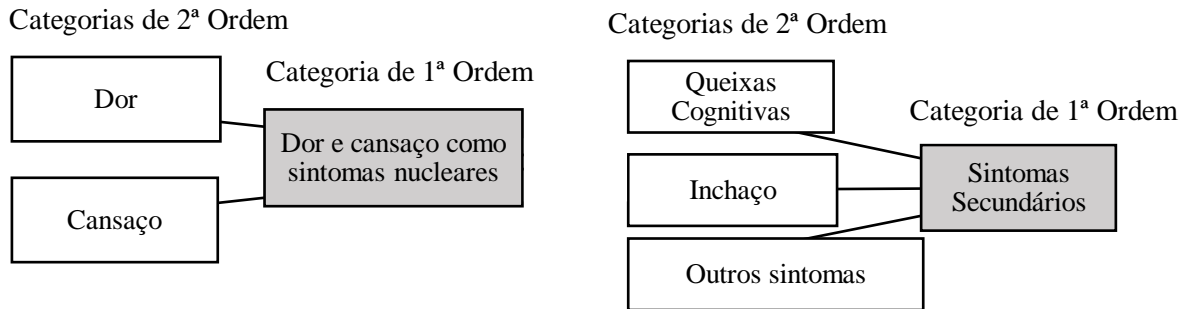 Categorias de 2ª Ordem
Categoria de 1ª Ordem
Dor
Dor e cansaço como
sintomas nucleares
Cansaço
Categorias de 2ª Ordem
Queixas
Cognitivas
Categoria de 1ª Ordem
Inchaço
Sintomas
Secundários
Outros sintomas